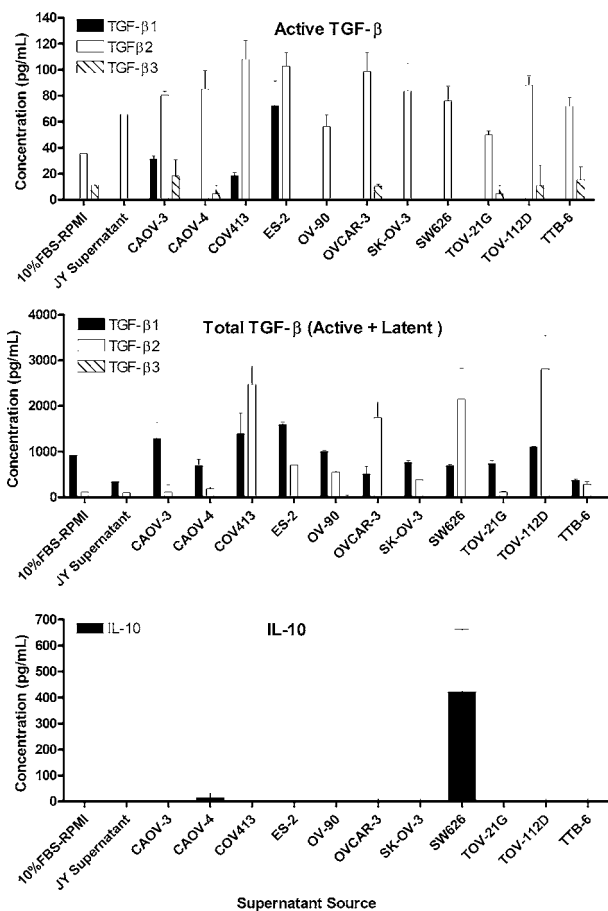 Active TGF-β
TGF-β1
TGFβ2
TGF-β3
Concentration (pg/mL)
140
120
100
80
60
40
20
0
10%FBS-RPMI
JY Supernatant
CAOV-3
CAOV-4
COV413
ES-2
OV-90
OVCAR-3
SK-OV-3
SW626
TOV-21G
TOV-112D
TTB-6
Total TGF-β (Active + Latent )
TGF-β1
TGF-β2
TGF-β3
Concentration (pg/mL)
4000
3000
2000
1000
0
10%FBS-RPMI
JY Supernatant
CAOV-3
CAOV-4
COV413
ES-2
OV-90
OVCAR-3
SK-OV-3
SW626
TOV-21G
TOV-112D
TTB-6
IL-10
IL-10
Concentration (pg/mL)
700
600
500
400
300
200
100
0
10%FBS-RPMI
JY Supernatant
CAOV-3
CAOV-4
COV413
ES-2
OV-90
OVCAR-3
SK-OV-3
SW626
TOV-21G
TOV-112D
TTB-6
Supernatant Source